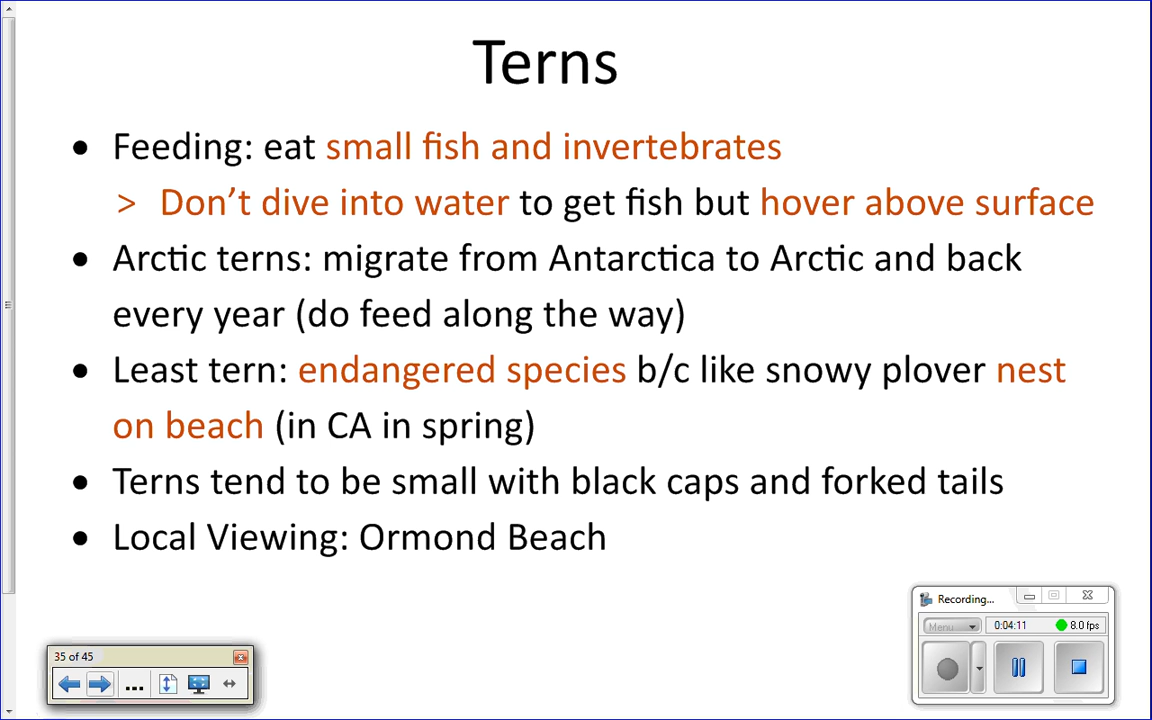 Terns
• Feeding: eat small fish and invertebrates
> Don't dive into water to get fish but hover above surface
• Arctic terns: migrate from Antarctica to Arctic and back
every year (do feed along the way)
• Least tern: endangered species b/c like snowy plover nest
on beach (in CA in spring)
• Terns tend to be small with black caps and forked tails
• Local Viewing: Ormond Beach
Recording...
Menu 0:04:11 8.0 fps
35 of 45